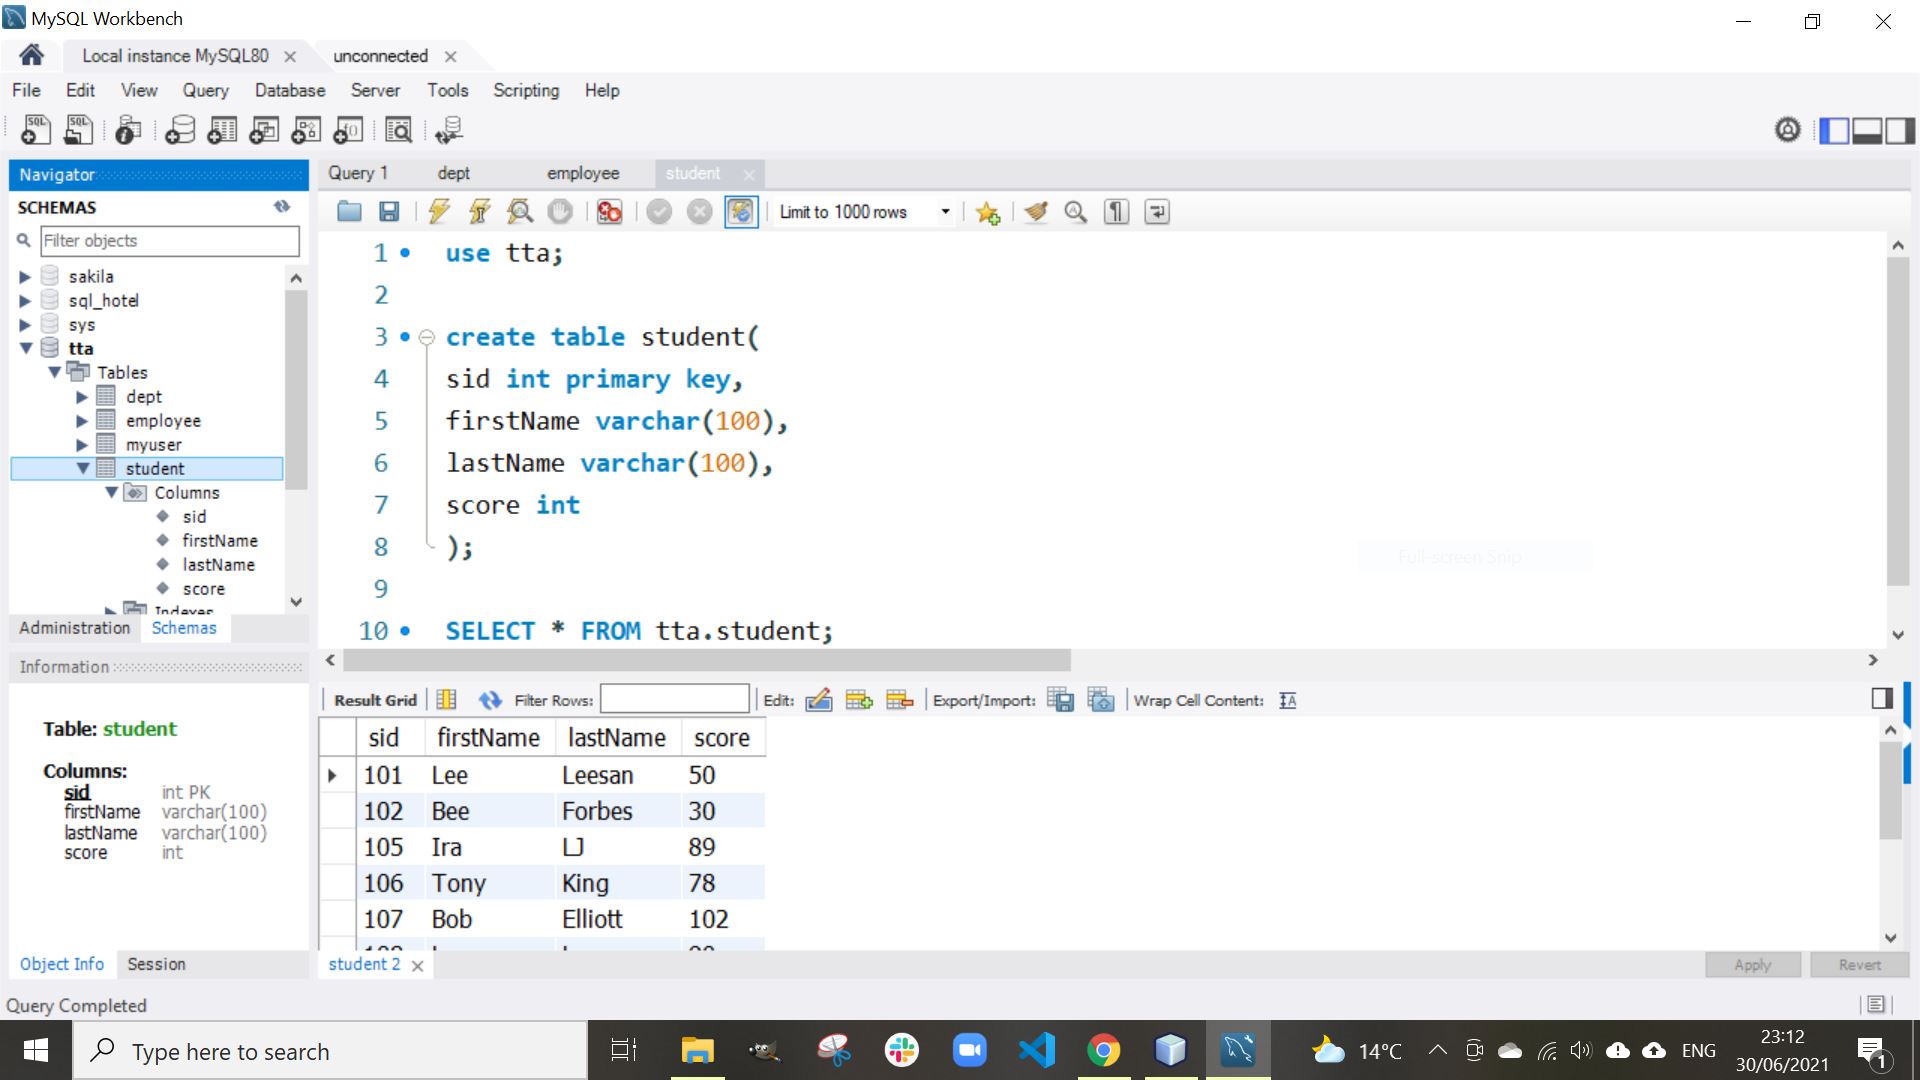 MySQL Workbench
Local instance MySQL80
unconnected
File Edit View Query Database Server Tools Scripting Help
SQL SQL
Navigator
SCHEMAS
Filter objects
sakila
sql_hotel
sys
tta
Tables
dept
employee
myuser
student
Columns
sid
firstName
lastName
score
Indexes
Administration Schemas
Information
Table: student
Columns:
sid int PK
firstName varchar(100)
lastName varchar(100)
score int
Object Info Session
Query 1 dept employee student
Limit to 1000 rows
1 use tta;
2
3 create table student(
4 sid int primary key,
5 firstName varchar(100),
6 lastName varchar(100),
7 score int
8 );
9
10 SELECT * FROM tta.student;
Full-screen Snip
Result Grid Filter Rows: Edit: Export/Import: Wrap Cell Content:
sid firstName lastName score
101 Lee Leesan 50
102 Bee Forbes 30
105 Ira LJ 89
106 Tony King 78
107 Bob Elliott 102
student 2
Apply Revert
Query Completed
Type here to search
14°C
ENG
23:12
30/06/2021
1